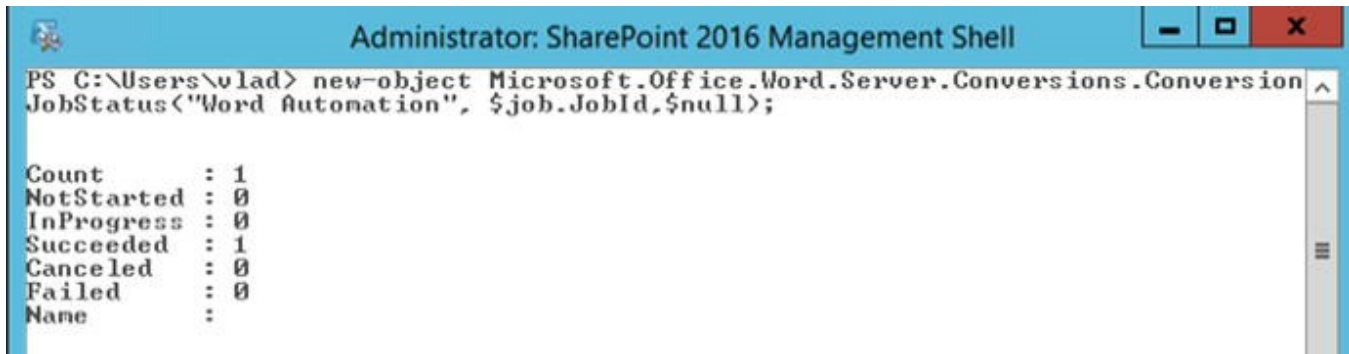 Administrator: SharePoint 2016 Management Shell
PS C:\Users\vlad> new-object Microsoft.Office.Word.Server.Conversions.Conversion
JobStatus("Word Automation", $job.JobId,$null);
Count : 1
NotStarted : 0
InProgress : 0
Succeeded : 1
Canceled : 0
Failed : 0
Name :